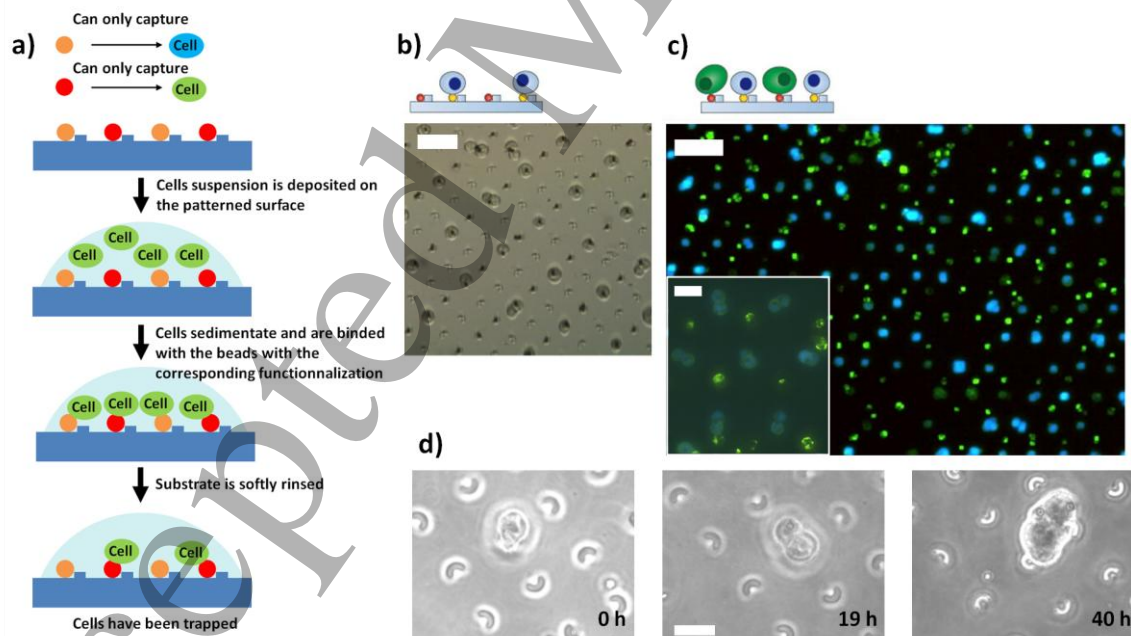 a)
Can only capture
Cell
Can only capture
Cell
Cells suspension is deposited on
the patterned surface
Cell
Cell
Cell
Cell
Cells sedimentate and are binded
with the beads with the
corresponding functionnalization
Cell
Cell
Cell
Cell
Substrate is softly rinsed
Cell
Cell
Cells have been trapped
b)
c)
d)
0 h
19 h
40 h
epted M